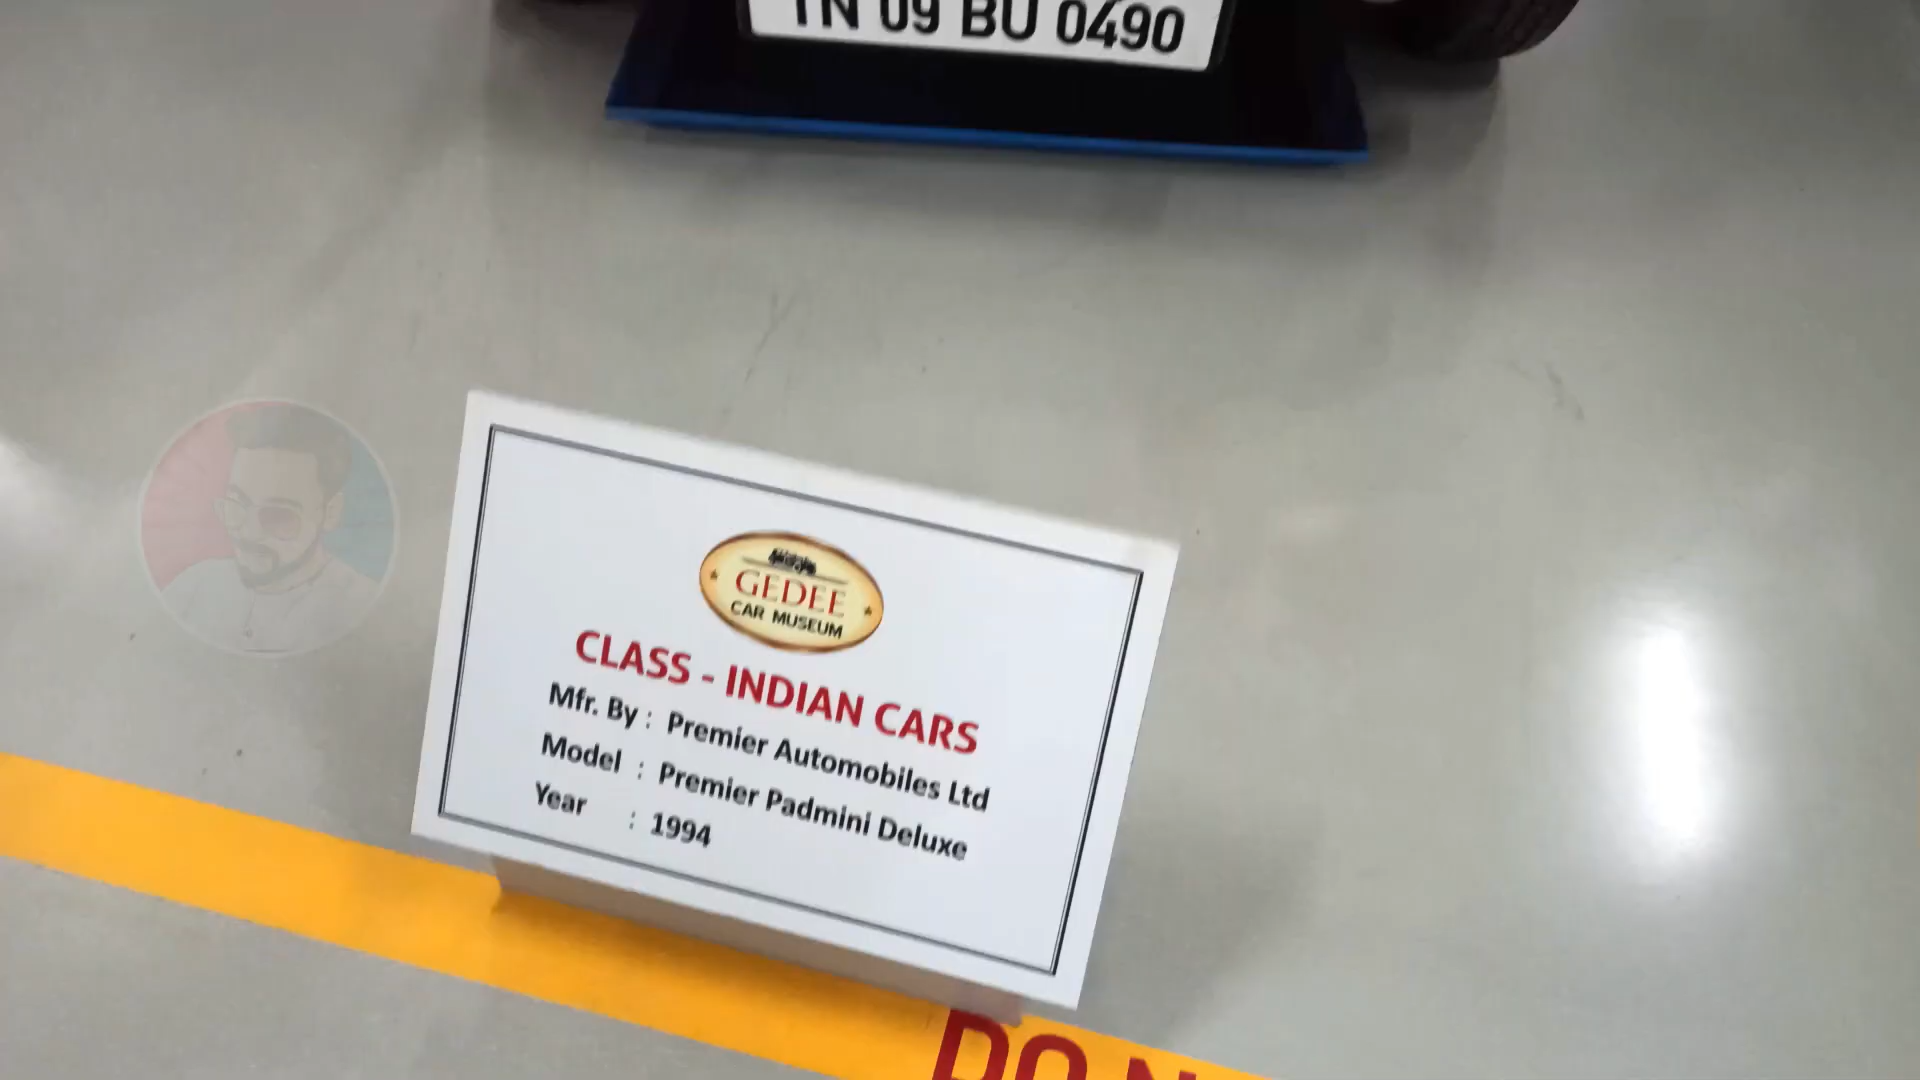 TN 09 BU 0490
GEDEE
CAR MUSEUM
CLASS - INDIAN CARS
Mfr. By : Premier Automobiles Ltd
Model : Premier Padmini Deluxe
Year : 1994
DO N